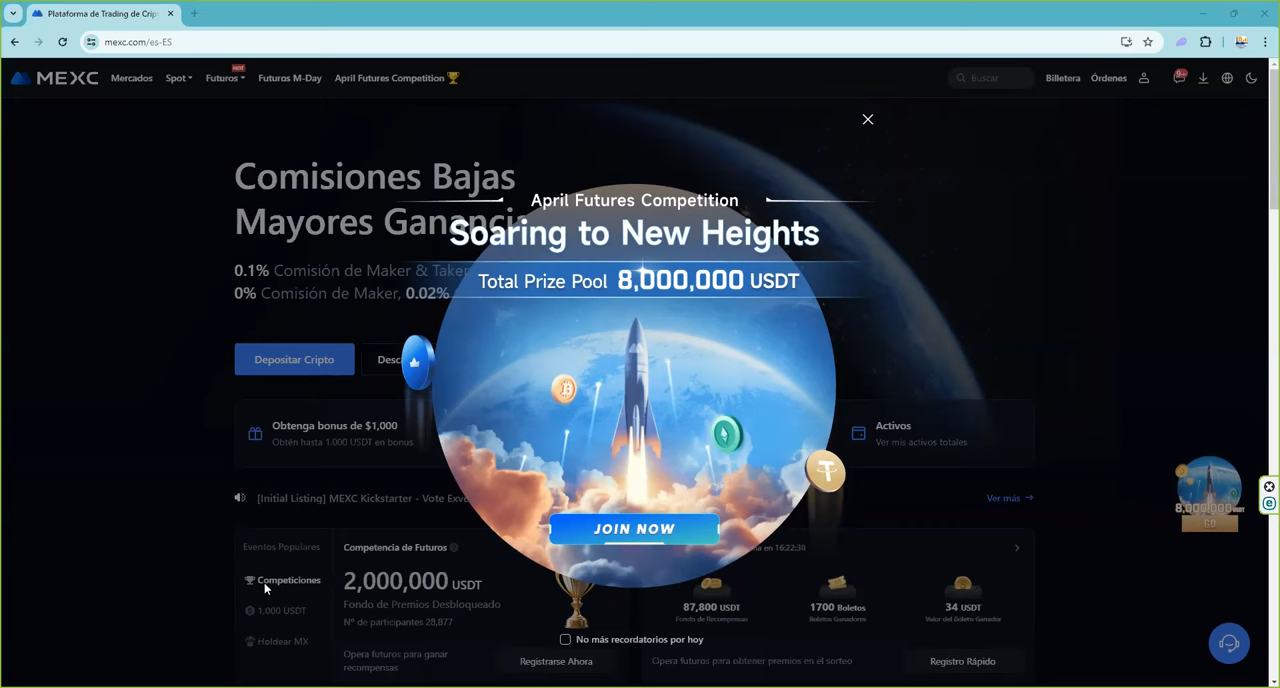 Plataforma de Trading de Crip
mexc.com/es-ES
MEXC
Mercados
Spot
Futuros
HOT
Futuros M-Day
April Futures Competition
Buscar
Billetera
Órdenes
9+
Comisiones Bajas
Mayores Gananci
0.1% Comisión de Maker & Taker
0% Comisión de Maker, 0.02%
Depositar Cripto
Desc
April Futures Competition
Soaring to New Heights
Total Prize Pool 8,000,000 USDT
JOIN NOW
Obtenga bonus de $1,000
Obtén hasta 1.000 USDT en bonus
Activos
Ver mis activos totales
[Initial Listing] MEXC Kickstarter - Vote Exve
Ver más
8,000,000 USDT
GO
Eventos Populares
Competiciones
1,000 USDT
Holdear MX
Competencia de Futuros
2,000,000 USDT
Fondo de Premios Desbloqueado
Nº de participantes 28,877
Opera futuros para ganar
recompensas
Registrarse Ahora
en 16:22:30
87,800 USDT
Fondo de Recompensas
1700 Boletos
Boletos Ganadores
34 USDT
Valor del Boleto Ganador
Opera futuros para obtener premios en el sorteo
Registro Rápido
No más recordatorios por hoy